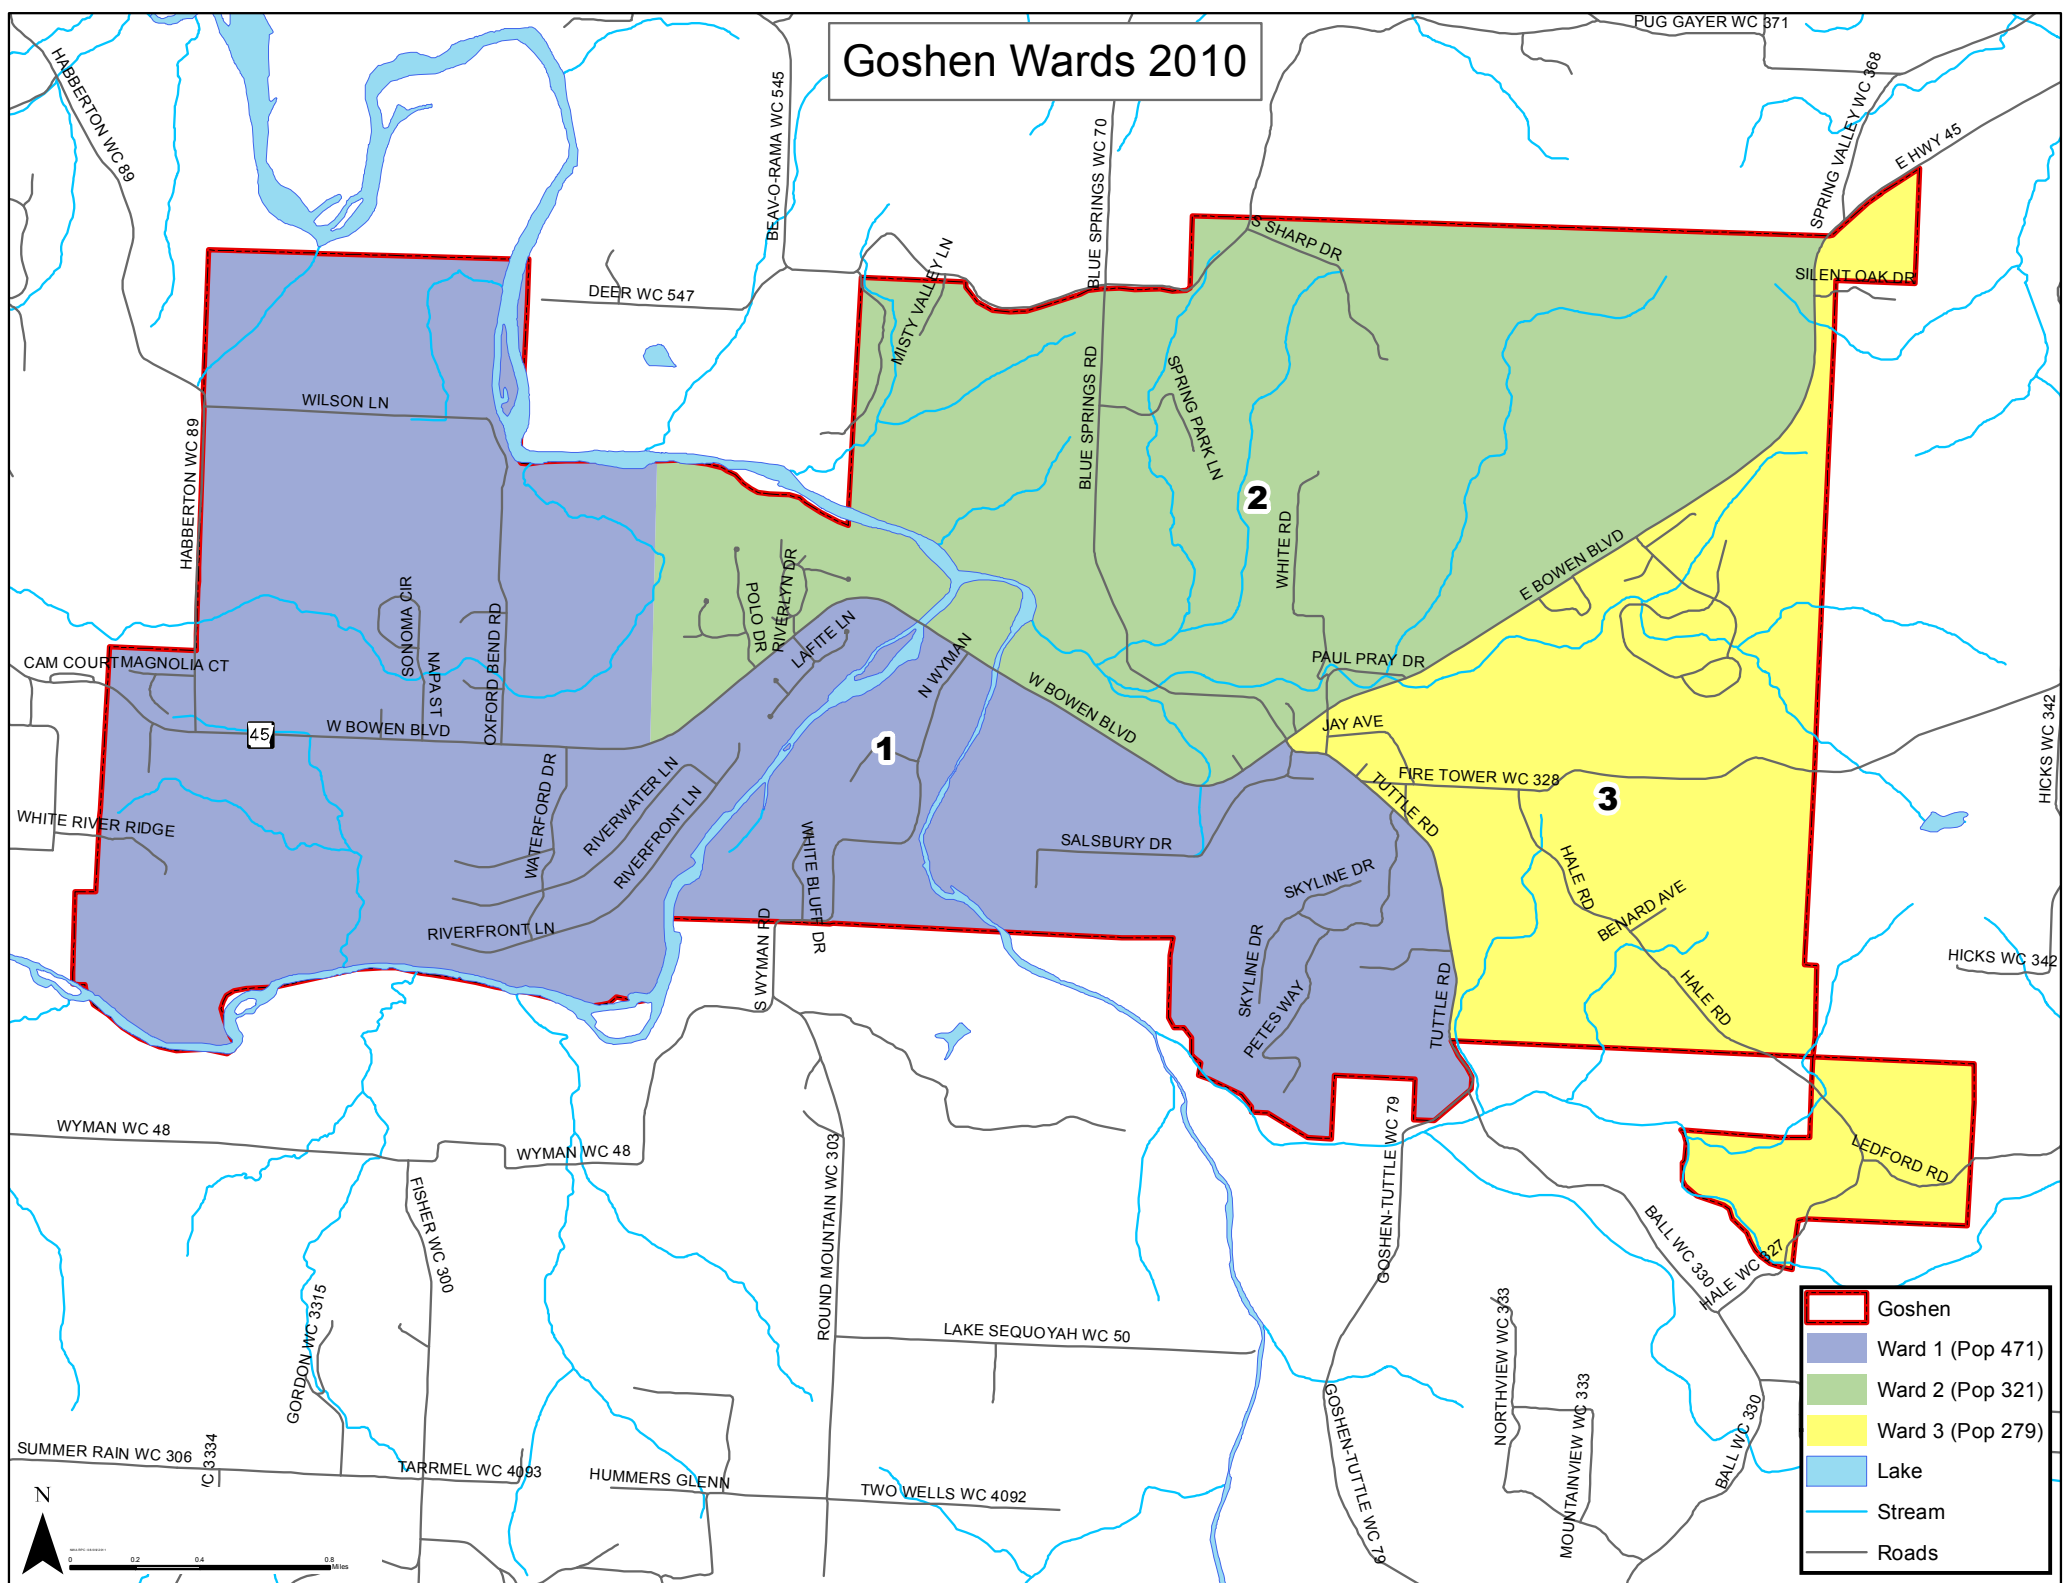 Goshen Wards 2010
PUG GAYER WC 371
HABBERTON WC 89
BEAV-O-RAMA WC 545
BLUE SPRINGS WC 70
SPRING VALLEY WC 368
E HWY 45
S SHARP DR
SILENT OAK DR
MISTY VALLEY LN
DEER WC 547
WILSON LN
BLUE SPRINGS RD
SPRING PARK LN
HABBERTON WC 89
2
WHITE RD
E BOWEN BLVD
SONOMA CIR
POLO DR
RIVERLYN DR
LAFITE LN
NAPA ST
OXFORD BEND RD
N WYMAN
CAM COURT
MAGNOLIA CT
PAUL PRAY DR
W BOWEN BLVD
45
W BOWEN BLVD
JAY AVE
1
HICKS WC 342
WATERFORD DR
RIVERWATER LN
RIVERFRONT LN
FIRE TOWER WC 328
TUTTLE RD
3
WHITE RIVER RIDGE
WHITE BLUFF DR
SALSBURY DR
SKYLINE DR
HALE RD
BENARD AVE
RIVERFRONT LN
S WYMAN RD
SKYLINE DR
PETES WAY
TUTTLE RD
HALE RD
HICKS WC 342
WYMAN WC 48
WYMAN WC 48
ROUND MOUNTAIN WC 303
GOSHEN-TUTTLE WC 79
LEDFORD RD
FISHER WC 300
BALL WC 330
HALE WC 327
GORDON WC 3315
LAKE SEQUOYAH WC 50
NORTHVIEW WC 333
MOUNTAINVIEW WC 333
GOSHEN-TUTTLE WC 79
BALL WC 330
SUMMER RAIN WC 306
IC 3334
TARRMEL WC 4093
HUMMERS GLENN
TWO WELLS WC 4092
Goshen
Ward 1 (Pop 471)
Ward 2 (Pop 321)
Ward 3 (Pop 279)
Lake
Stream
Roads
N
0 0.2 0.4 0.8
Miles